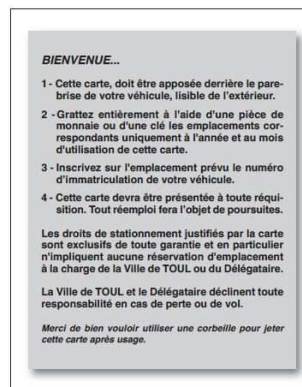 BIENVENUE...
1 - Cette carte, doit être apposée derrière le pare-
brise de votre véhicule, lisible de l'extérieur.
2 - Grattez entièrement à l'aide d'une pièce de
monnaie ou d'une clé les emplacements cor-
respondants uniquement à l'année et au mois
d'utilisation de cette carte.
3 - Inscrivez sur l'emplacement prévu le numéro
d'immatriculation de votre véhicule.
4 - Cette carte devra être présentée à toute réqui-
sition. Tout réemploi fera l'objet de poursuites.
Les droits de stationnement justifiés par la carte
sont exclusifs de toute garantie et en particulier
n'impliquent aucune réservation d'emplacement
à la charge de la Ville de TOUL ou du Délégataire.
La Ville de TOUL et le Délégataire déclinent toute
responsabilité en cas de perte ou de vol.
Merci de bien vouloir utiliser une corbeille pour jeter
cette carte après usage.